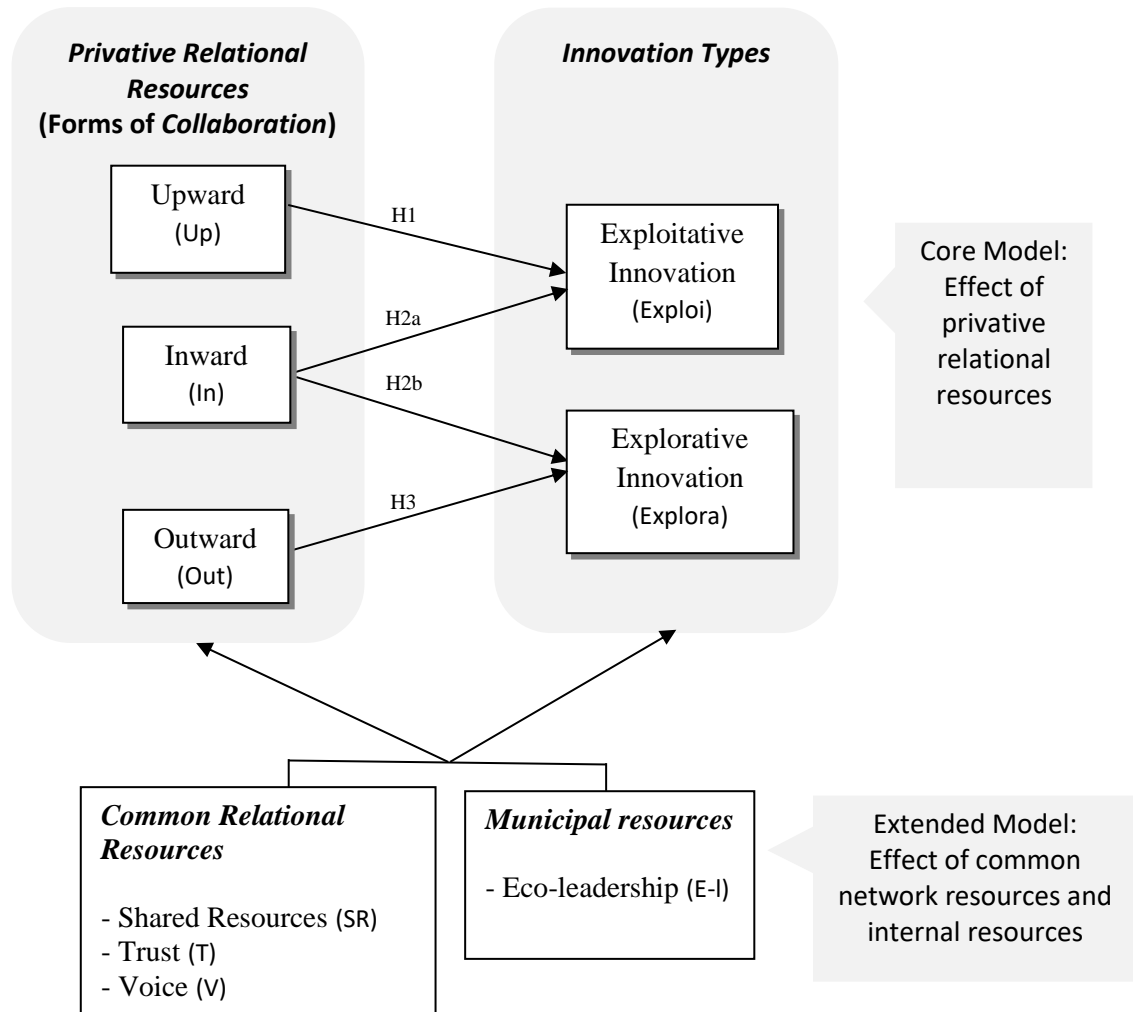 Privative Relational
Resources
(Forms of Collaboration)
Innovation Types
Upward
(Up)
H1
Exploitative
Innovation
(Exploi)
Core Model:
Effect of
privative
relational
resources
Inward
(In)
H2a
H2b
Explorative
Innovation
(Explora)
Outward
(Out)
H3
Common Relational
Resources
- Shared Resources (SR)
- Trust (T)
- Voice (V)
Municipal resources
- Eco-leadership (E-l)
Extended Model:
Effect of common
network resources and
internal resources